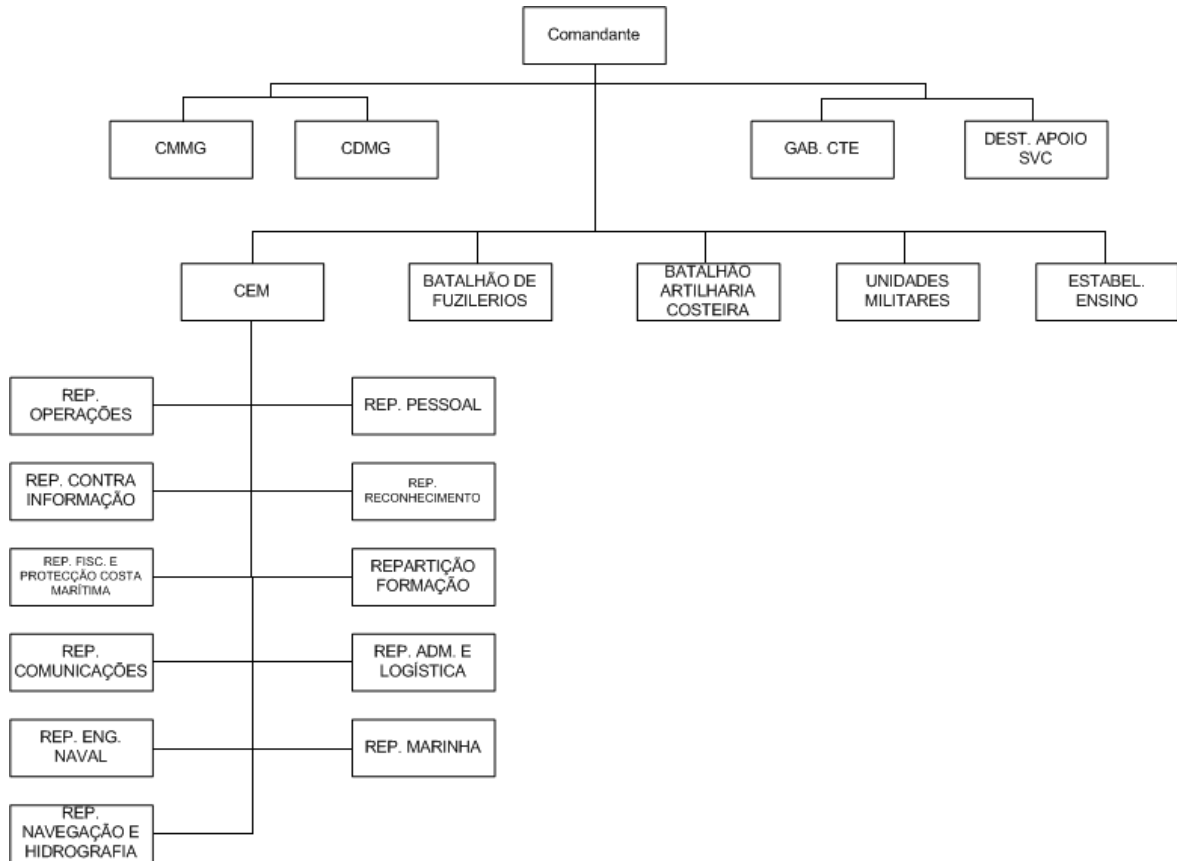 Comandante
CMMG
CDMG
GAB. CTE
DEST. APOIO
SVC
CEM
BATALHÃO DE
FUZILERIOS
BATALHÃO
ARTILHARIA
COSTEIRA
UNIDADES
MILITARES
ESTABEL.
ENSINO
REP.
OPERAÇÕES
REP. PESSOAL
REP. CONTRA
INFORMAÇÃO
REP.
RECONHECIMENTO
REP. FISC. E
PROTECÇÃO COSTA
MARÍTIMA
REPARTIÇÃO
FORMAÇÃO
REP.
COMUNICAÇÕES
REP. ADM. E
LOGÍSTICA
REP. ENG.
NAVAL
REP. MARINHA
REP.
NAVEGAÇÃO E
HIDROGRAFIA